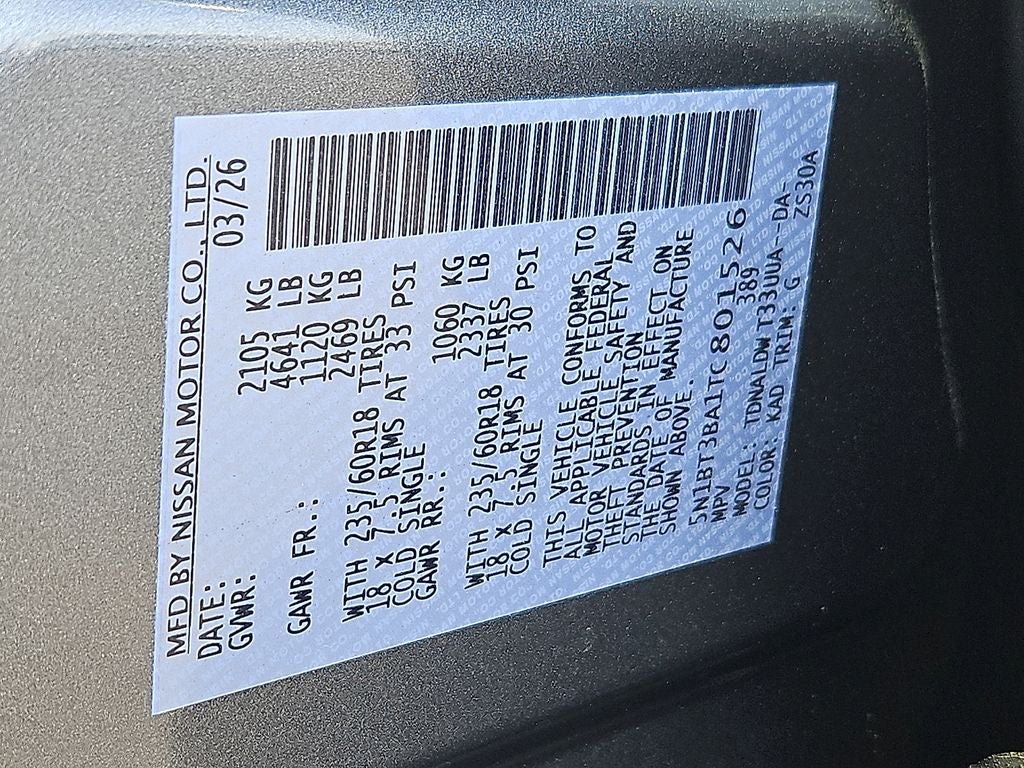 MFD BY NISSAN MOTOR CO., LTD.
DATE: 03/26
GVWR: 2105 KG
4641 LB
GAWR FR.: 1120 KG
2469 LB
WITH 235/60R18 TIRES
18 X 7.5 RIMS AT 33 PSI
COLD SINGLE
GAWR RR.: 1060 KG
2337 LB
WITH 235/60R18 TIRES
18 X 7.5 RIMS AT 30 PSI
COLD SINGLE
THIS VEHICLE CONFORMS TO
ALL APPLICABLE FEDERAL
MOTOR VEHICLE SAFETY AND
THEFT PREVENTION
STANDARDS IN EFFECT ON
THE DATE OF MANUFACTURE
SHOWN ABOVE.
5N1BT3BA1TC801526
MPV 389
MODEL: TDNALDWT33UUA--DA-
COLOR: KAD TRIM: G ZS30A